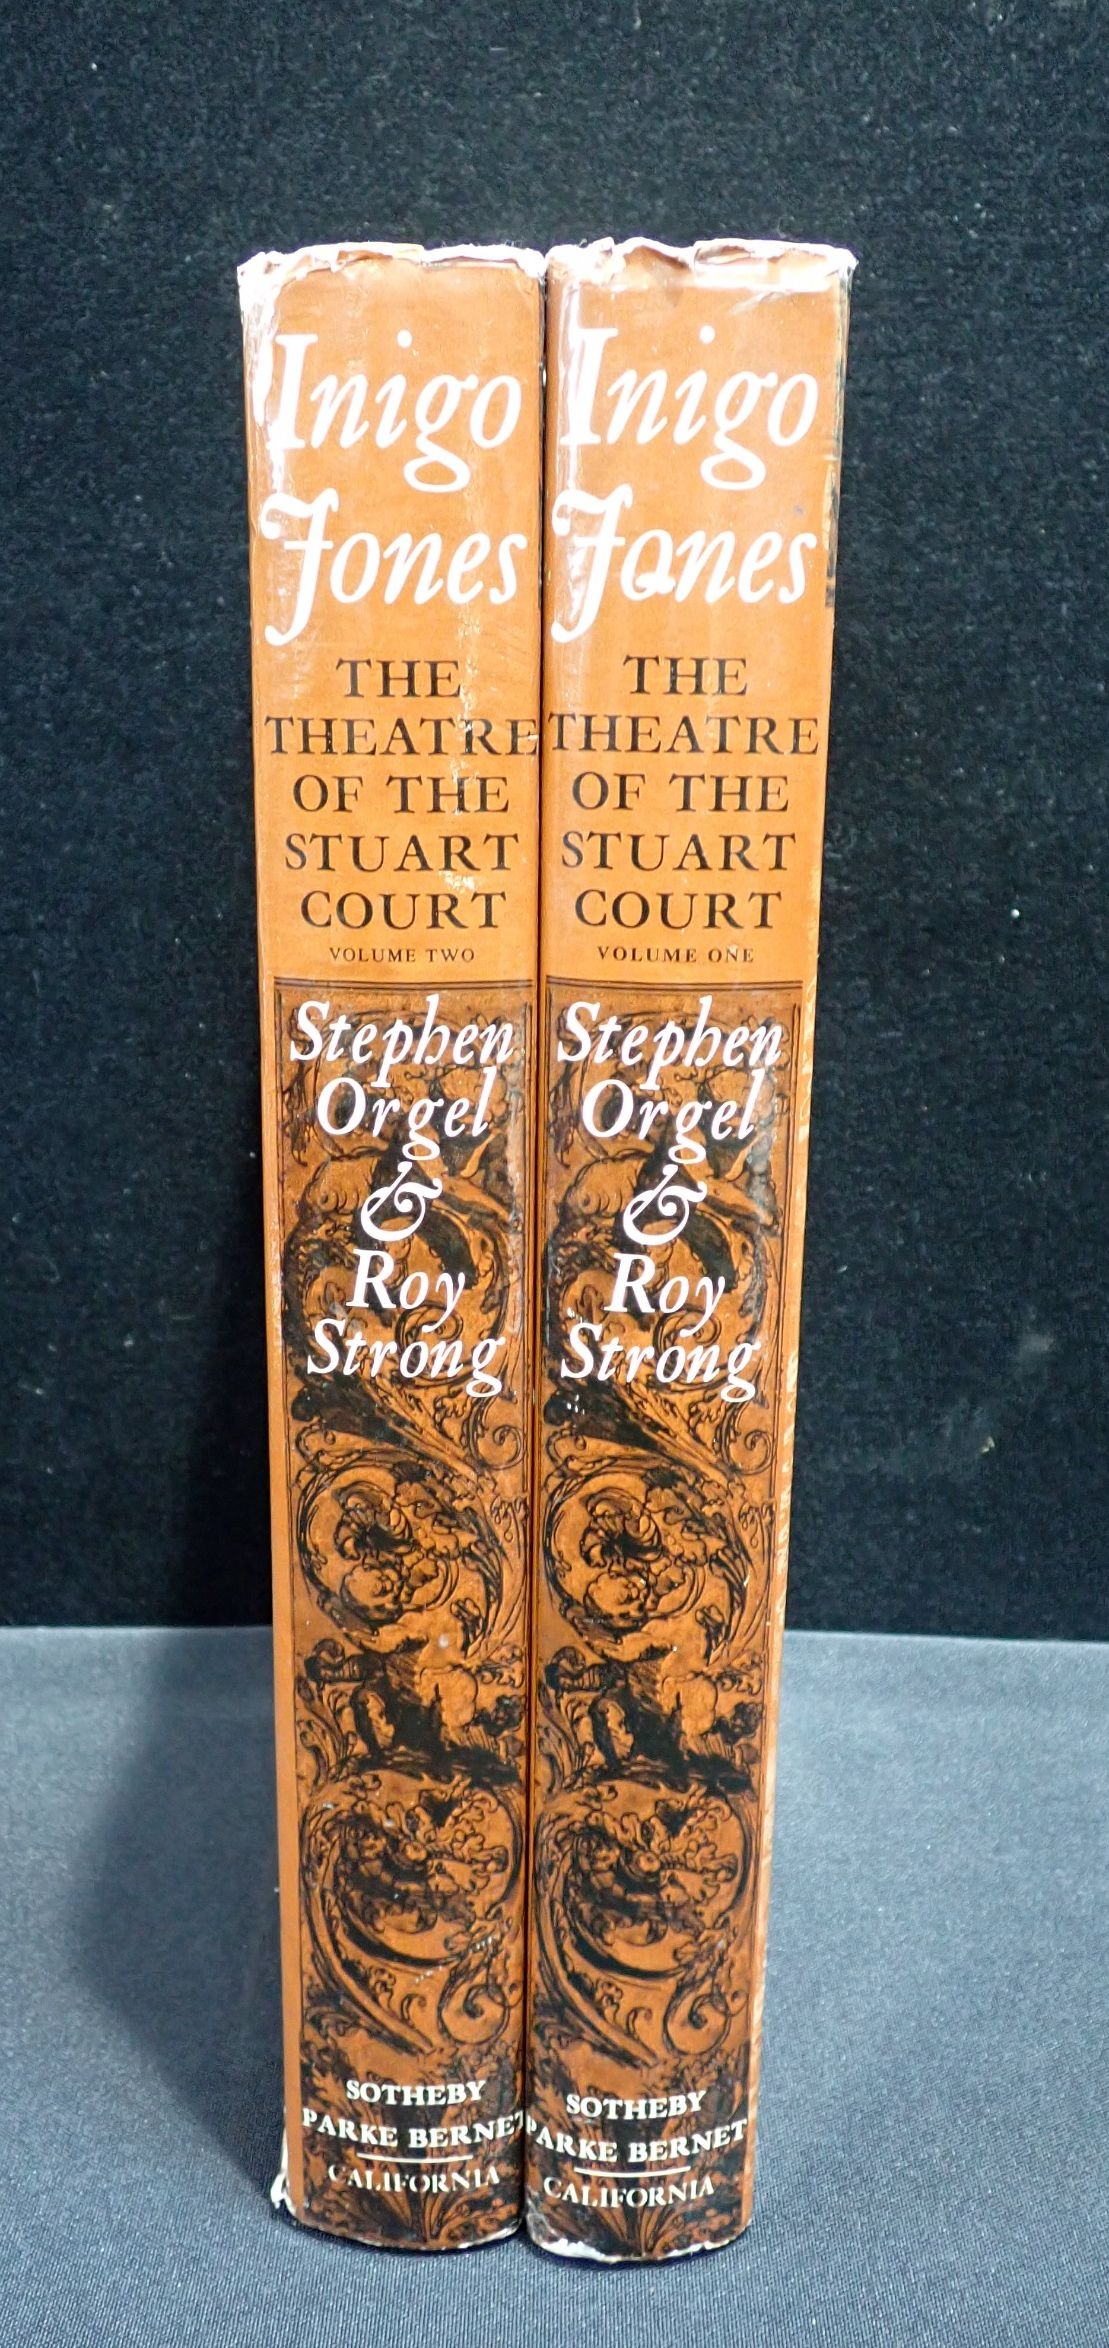 Inigo
Jones
THE
THEATRE
OF THE
STUART
COURT
VOLUME TWO
Stephen
Orgel
&
Roy
Strong
SOTHEBY
PARKE BERNET
CALIFORNIA
Inigo
Jones
THE
THEATRE
OF THE
STUART
COURT
VOLUME ONE
Stephen
Orgel
&
Roy
Strong
SOTHEBY
PARKE BERNET
CALIFORNIA